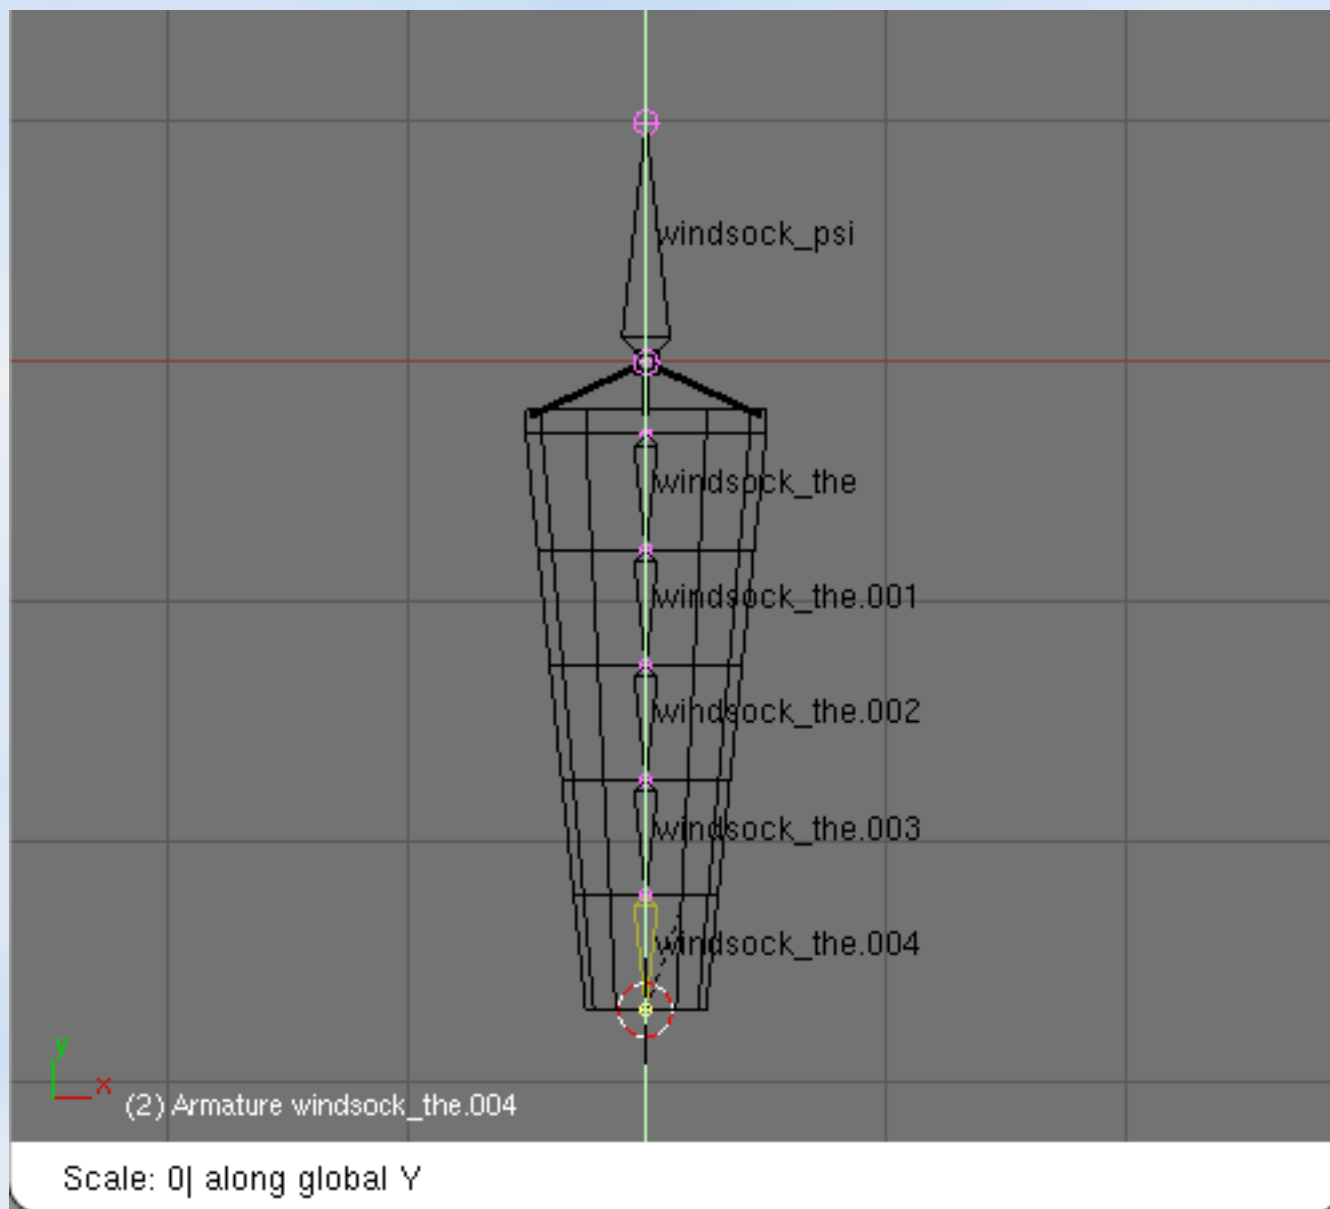 windsock_psi
windsock_the
windsock_the.001
windsock_the.002
windsock_the.003
windsock_the.004
y
x
(2) Armature windsock_the.004
Scale: 0| along global Y